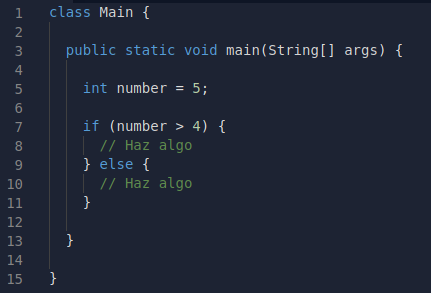 1 class Main {
2
3 public static void main(String[] args) {
4
5 int number = 5;
6
7 if (number > 4) {
8 // Haz algo
9 } else {
10 // Haz algo
11 }
12
13 }
14
15 }